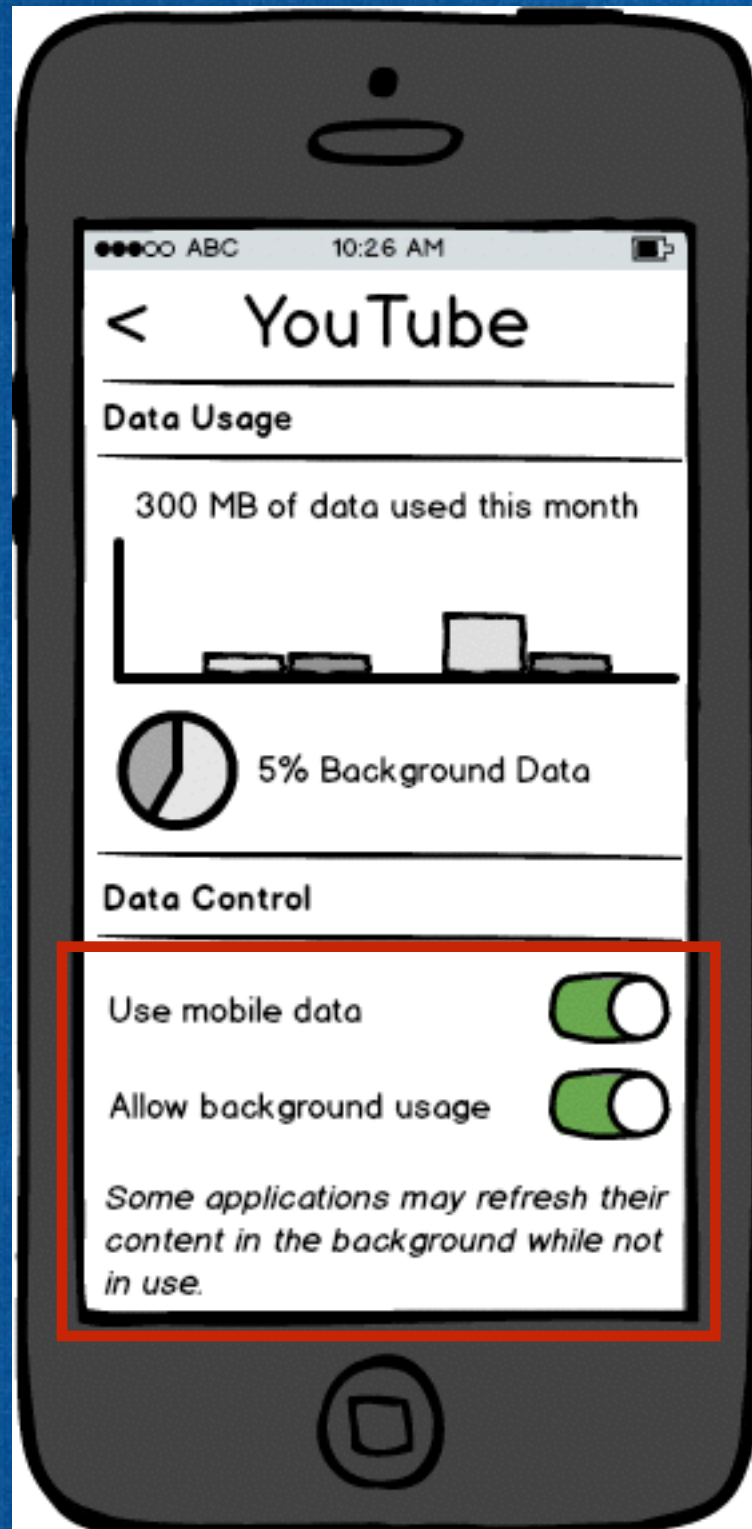 ABC 10:26 AM
< YouTube
Data Usage
300 MB of data used this month
5% Background Data
Data Control
Use mobile data
Allow background usage
Some applications may refresh their
content in the background while not
in use.